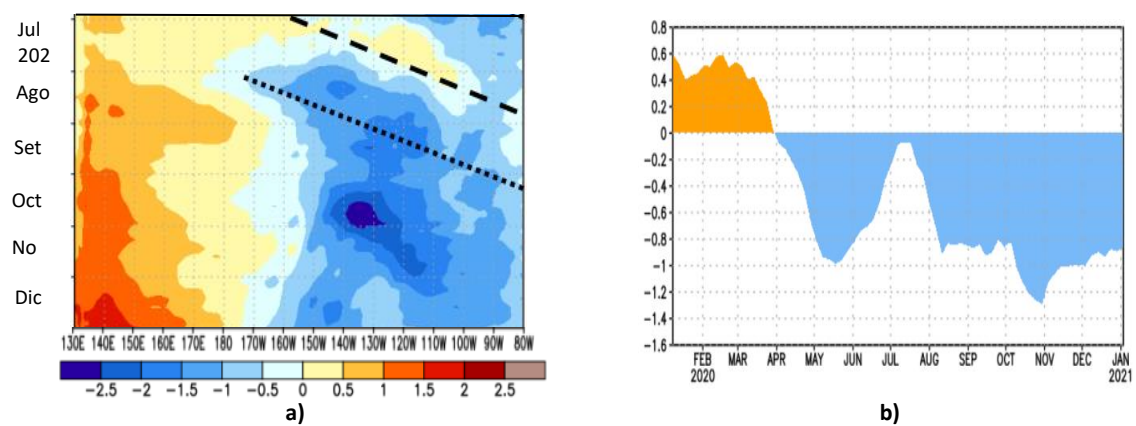 Jul
202
Ago
Set
Oct
No
Dic
130E 140E 150E 160E 170E 180 170W 160W 150W 140W 130W 120W 110W 100W 90W 80W
−2.5 −2 −1.5 −1 −0.5 0 0.5 1 1.5 2 2.5
a)
0.8
0.6
0.4
0.2
0
−0.2
−0.4
−0.6
−0.8
−1
−1.2
−1.4
−1.6
FEB MAR APR MAY JUN JUL AUG SEP OCT NOV DEC JAN
2020 2021
b)